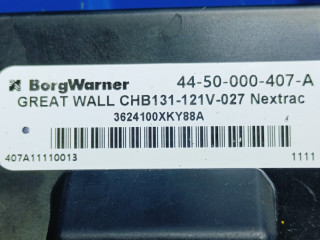 BorgWarner 44-50-000-407-A
GREAT WALL CHB131-121V-027 Nextrac
3624100XKY88A
407A11110013 1111